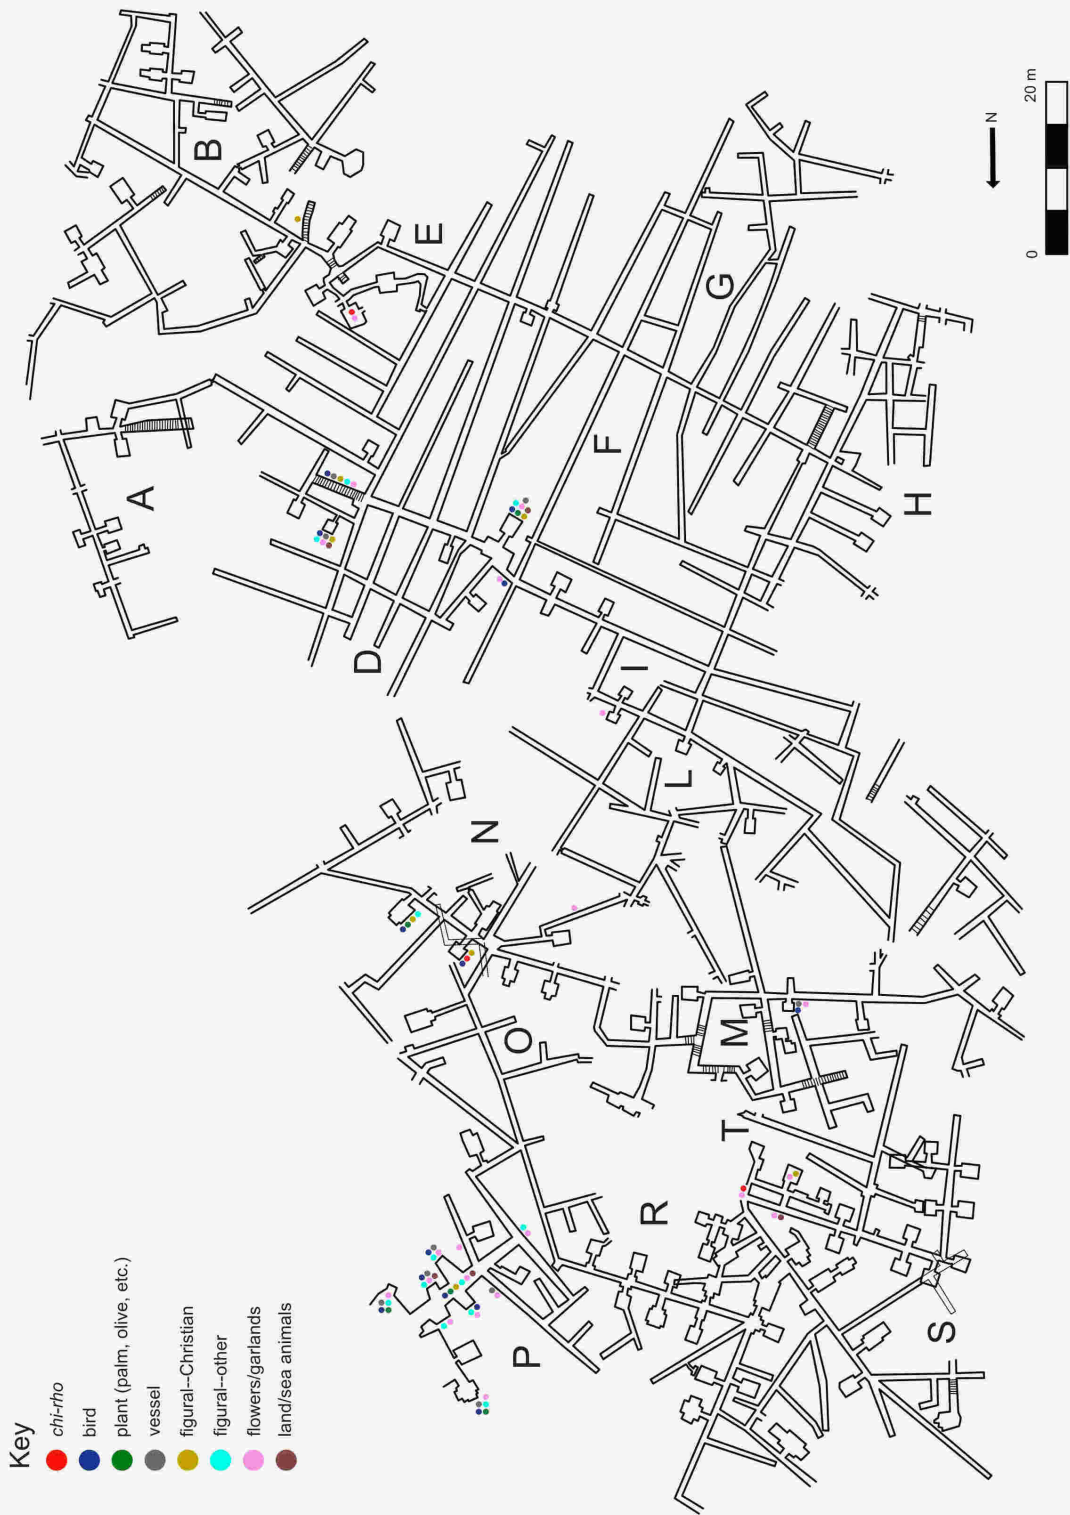 Key
chi-rho
bird
plant (palm, olive, etc.)
vessel
figural--Christian
figural--other
flowers/garlands
land/sea animals
A
B
D
E
F
G
H
I
L
M
N
O
P
R
S
T
N
0
20 m